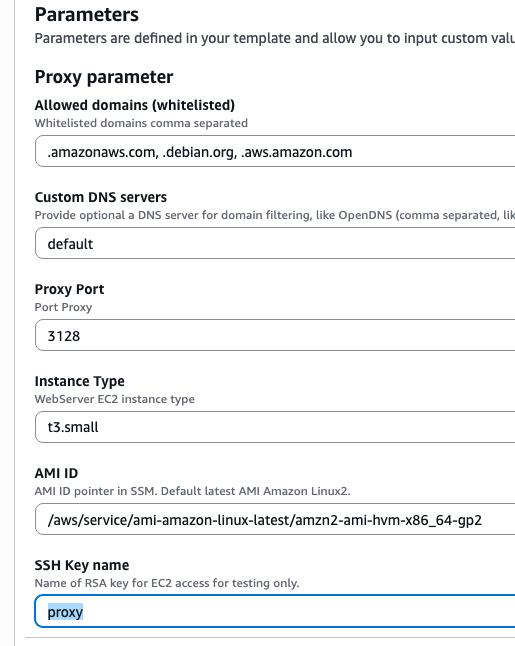 Parameters
Parameters are defined in your template and allow you to input custom
Proxy parameter
Allowed domains (whitelisted)
Whitelisted domains comma separated
.amazonaws.com, .debian.org, .aws.amazon.com
Custom DNS servers
Provide optional a DNS server for domain filtering, like OpenDNS (comma separated,
default
Proxy Port
Port Proxy
3128
Instance Type
WebServer EC2 instance type
t3.small
AMI ID
AMI ID pointer in SSM. Default latest AMI Amazon Linux2.
/aws/service/ami-amazon-linux-latest/amzn2-ami-hvm-x86_64-gp2
SSH Key name
Name of RSA key for EC2 access for testing only.
proxy